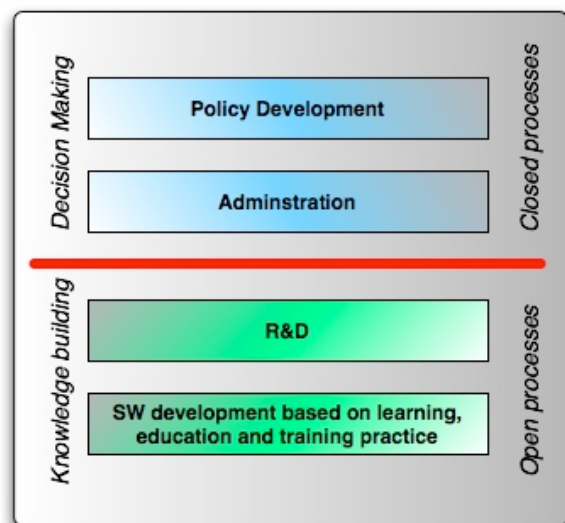 Decision Making
Policy Development
Adminstration
Closed processes
Knowledge building
R&D
SW development based on learning,
education and training practice
Open processes